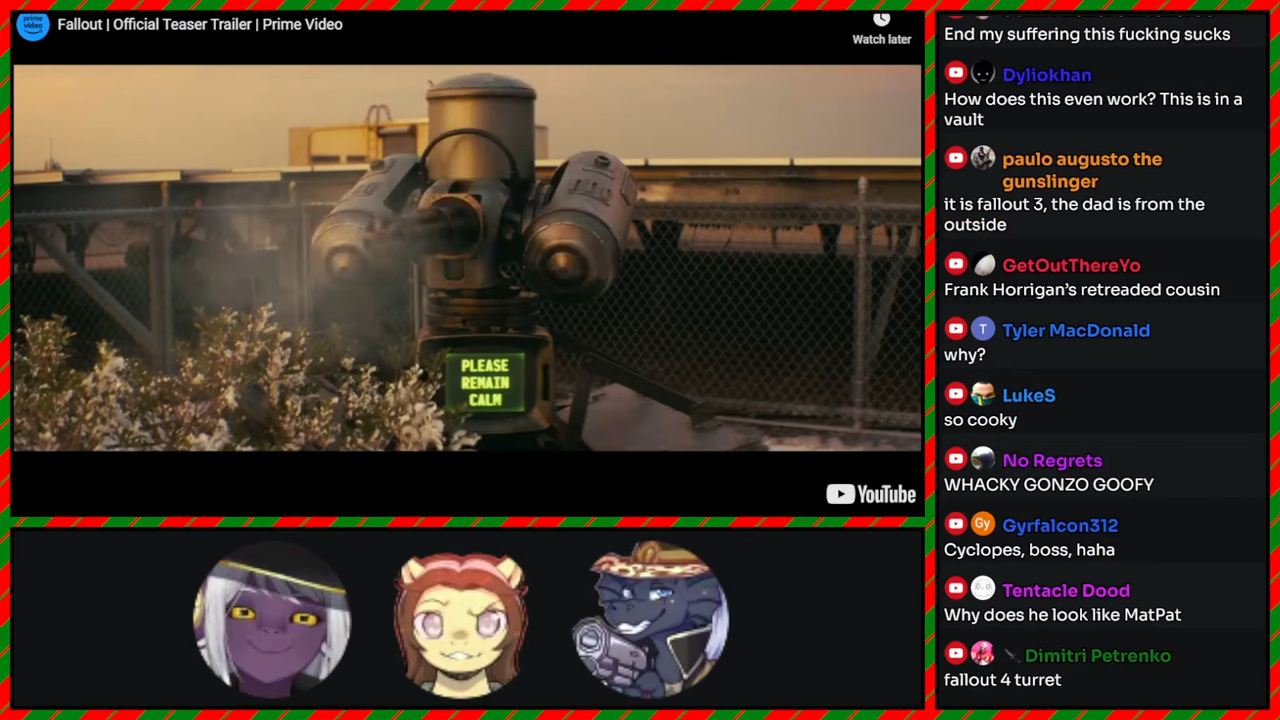 prime
video
Fallout | Official Teaser Trailer | Prime Video
Watch later
PLEASE
REMAIN
CALM
YouTube
End my suffering this fucking sucks
Dyliokhan
How does this even work? This is in a
vault
paulo augusto the
gunslinger
it is fallout 3, the dad is from the
outside
GetOutThereYo
Frank Horrigan’s retreaded cousin
T
Tyler MacDonald
why?
LukeS
so cooky
No Regrets
WHACKY GONZO GOOFY
Gy
Gyrfalcon312
Cyclopes, boss, haha
Tentacle Dood
Why does he look like MatPat
Dimitri Petrenko
fallout 4 turret